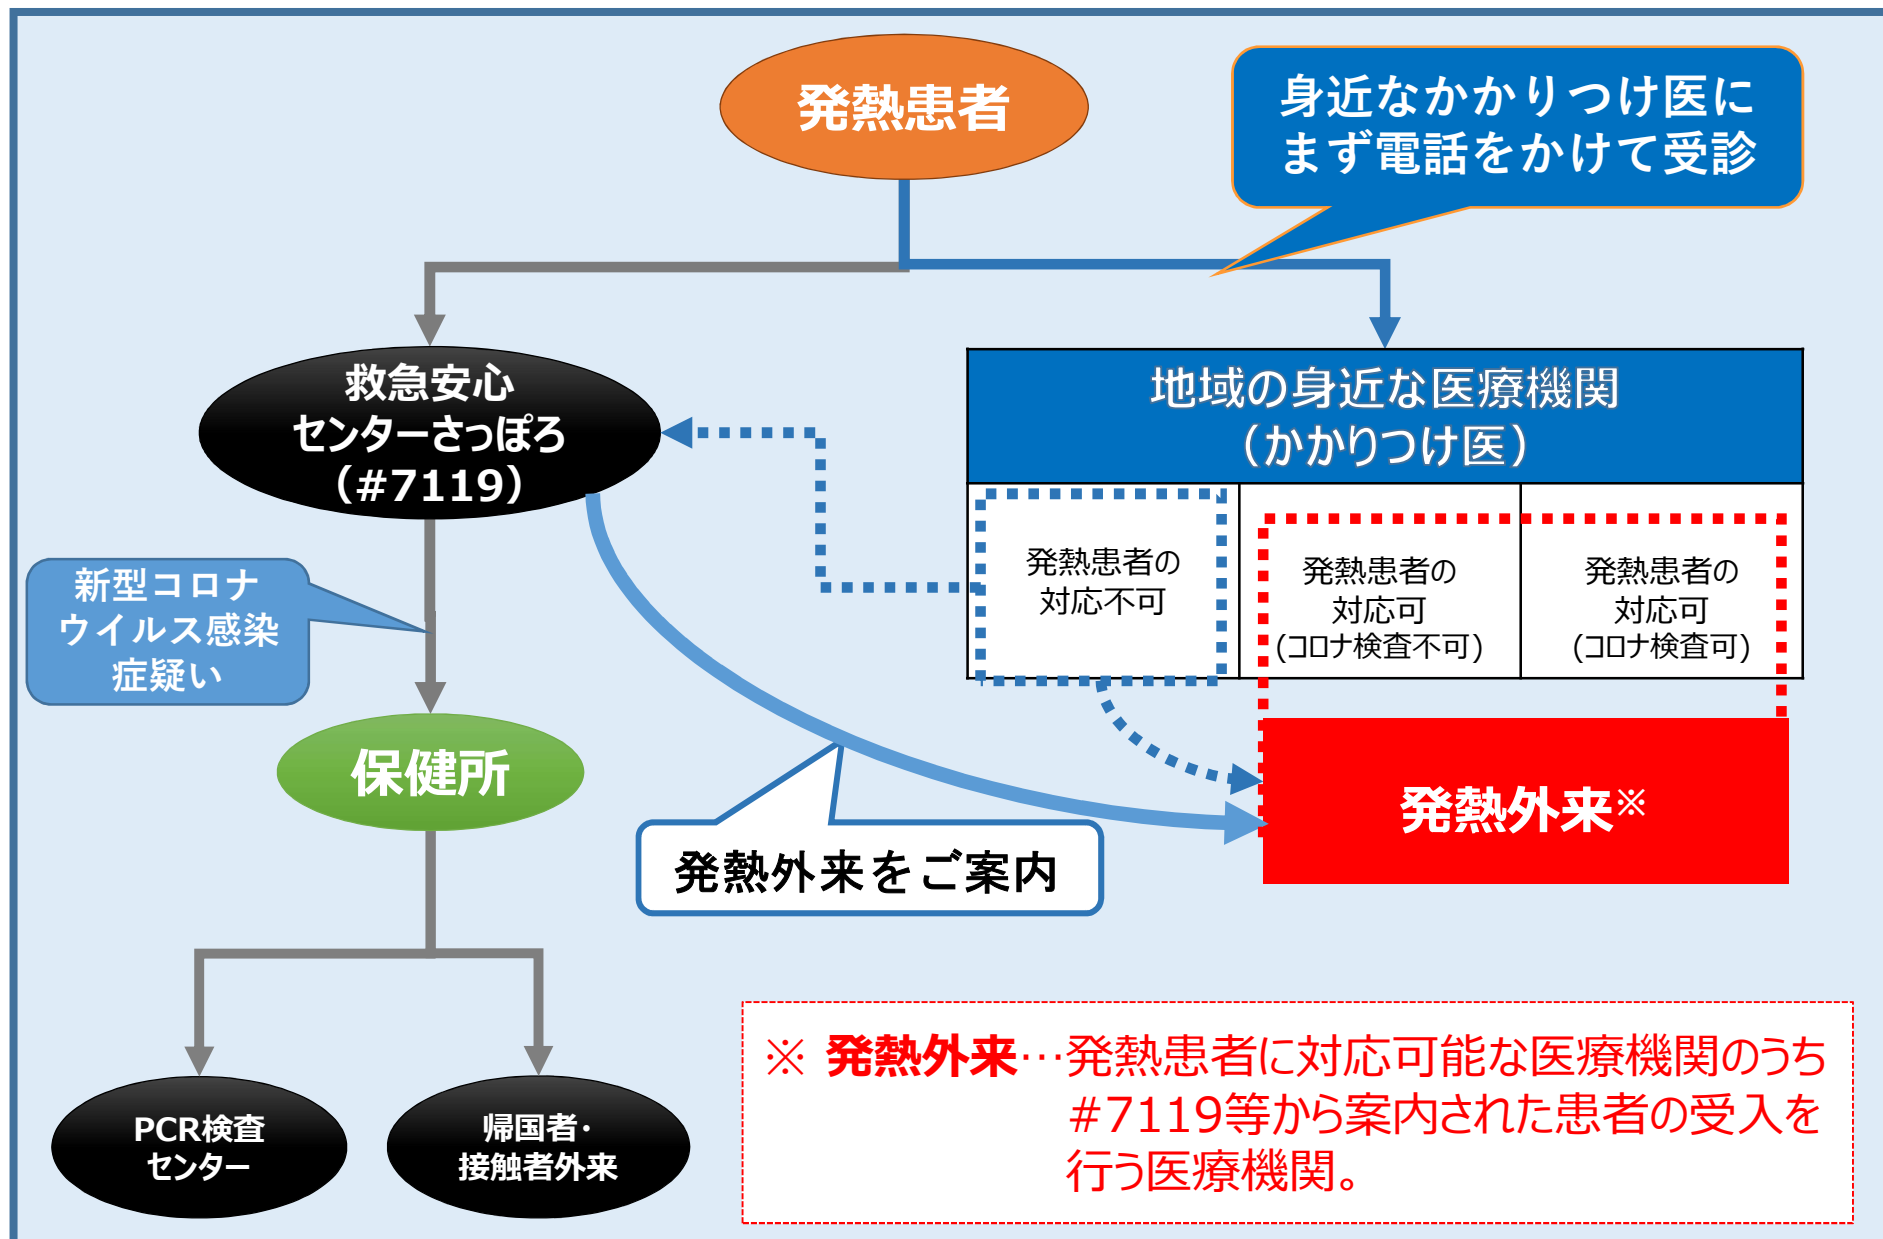 発熱患者
身近なかかりつけ医に
まず電話をかけて受診
救急安心
センターさっぽろ
(#7119)
地域の身近な医療機関
(かかりつけ医)
発熱患者の
対応不可
発熱患者の
対応可
(コロナ検査不可)
発熱患者の
対応可
(コロナ検査可)
新型コロナ
ウイルス感染
症疑い
保健所
発熱外来※
発熱外来をご案内
PCR検査
センター
帰国者・
接触者外来
※ 発熱外来…発熱患者に対応可能な医療機関のうち
#7119等から案内された患者の受入を
行う医療機関。